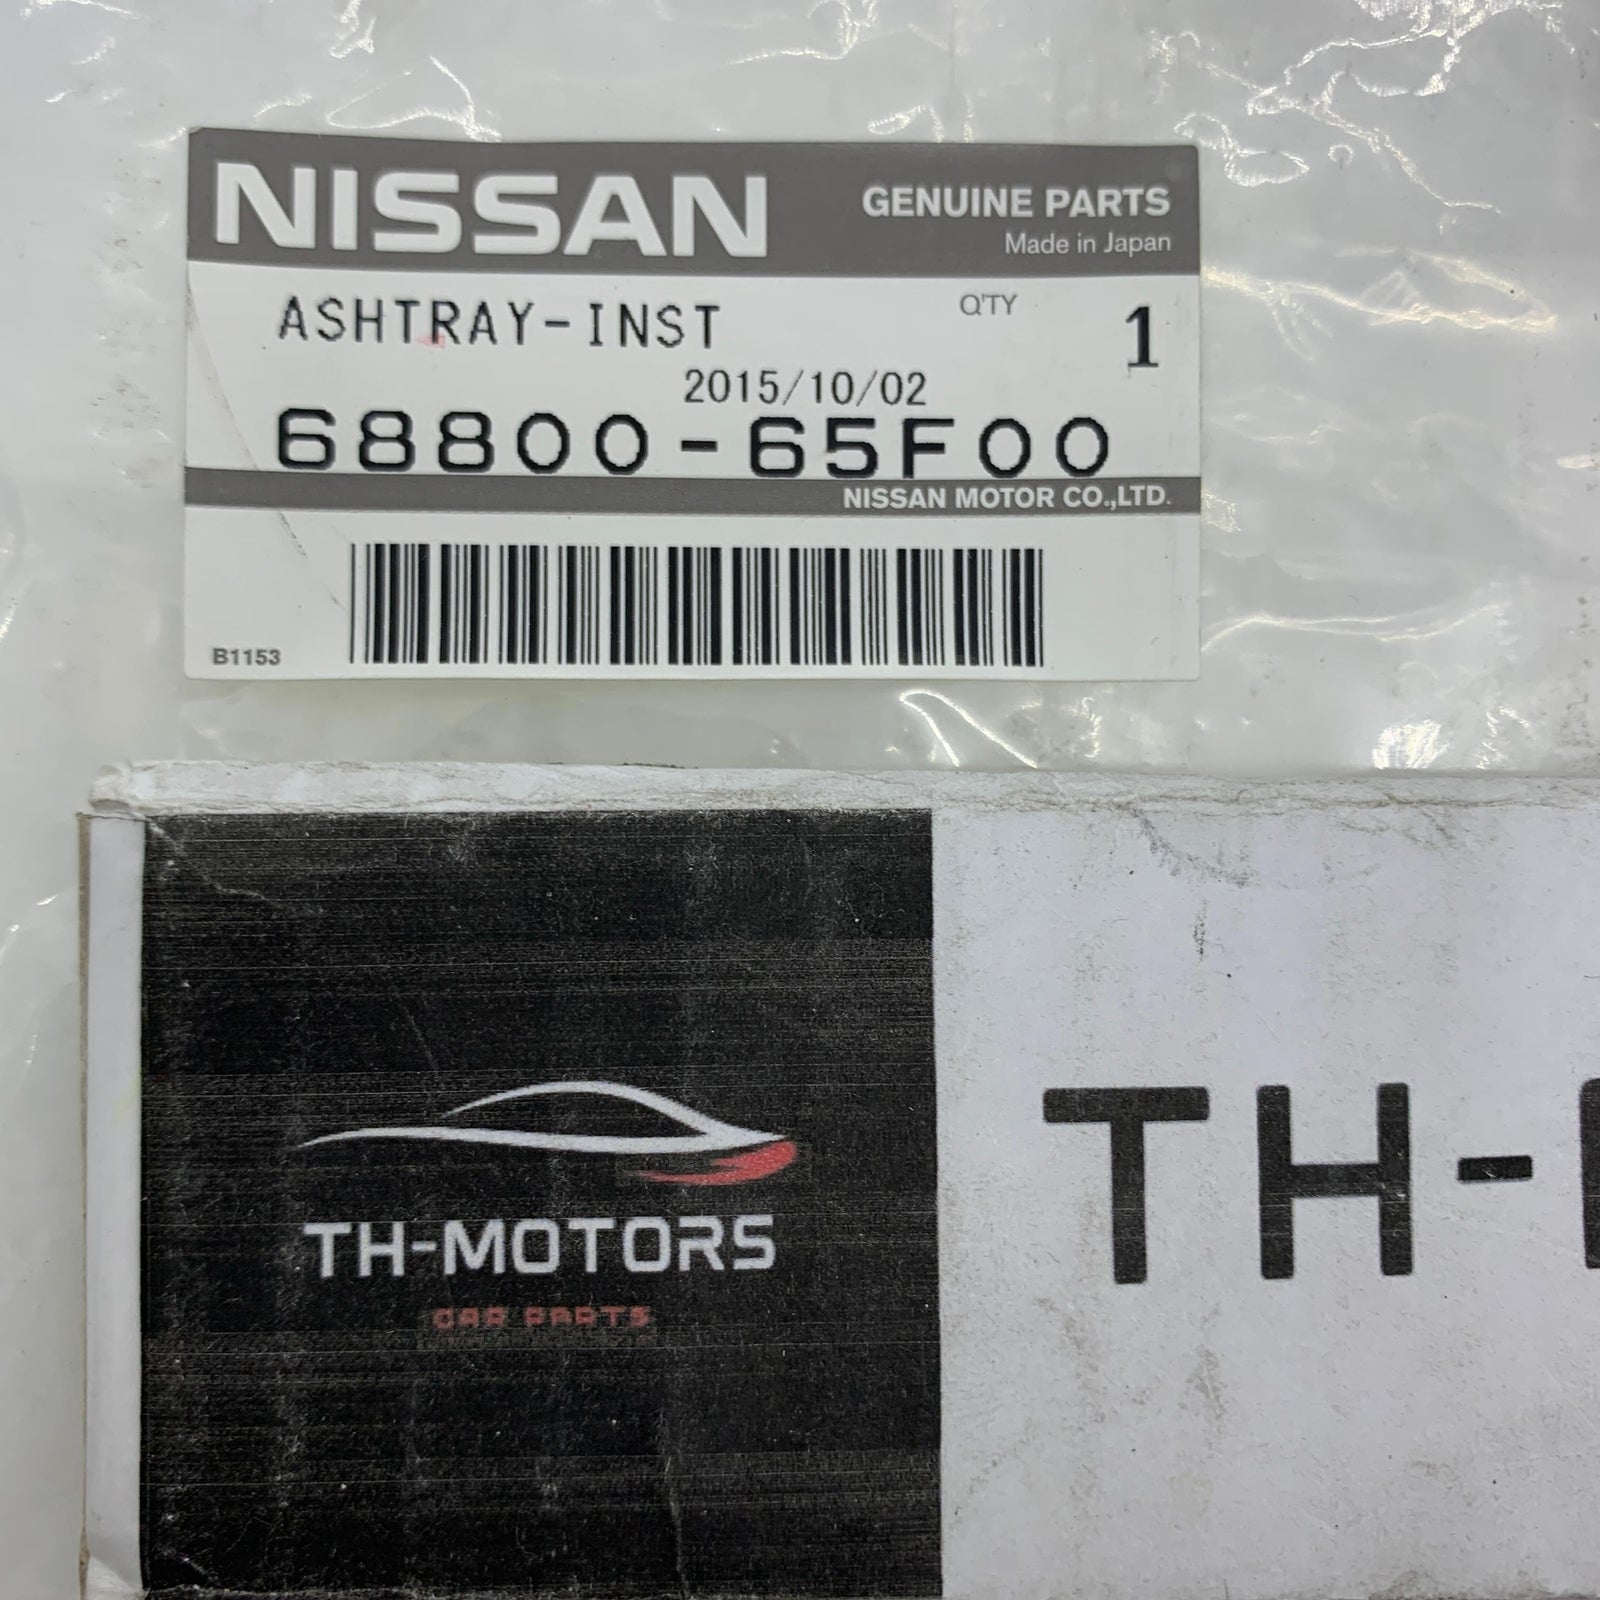 NISSAN
GENUINE PARTS
Made in Japan
ASHTRAY-INST
Q'TY
1
2015/10/02
68800-65F00
NISSAN MOTOR CO.,LTD.
B1153
TH-MOTORS
CAR PARTS
TH-